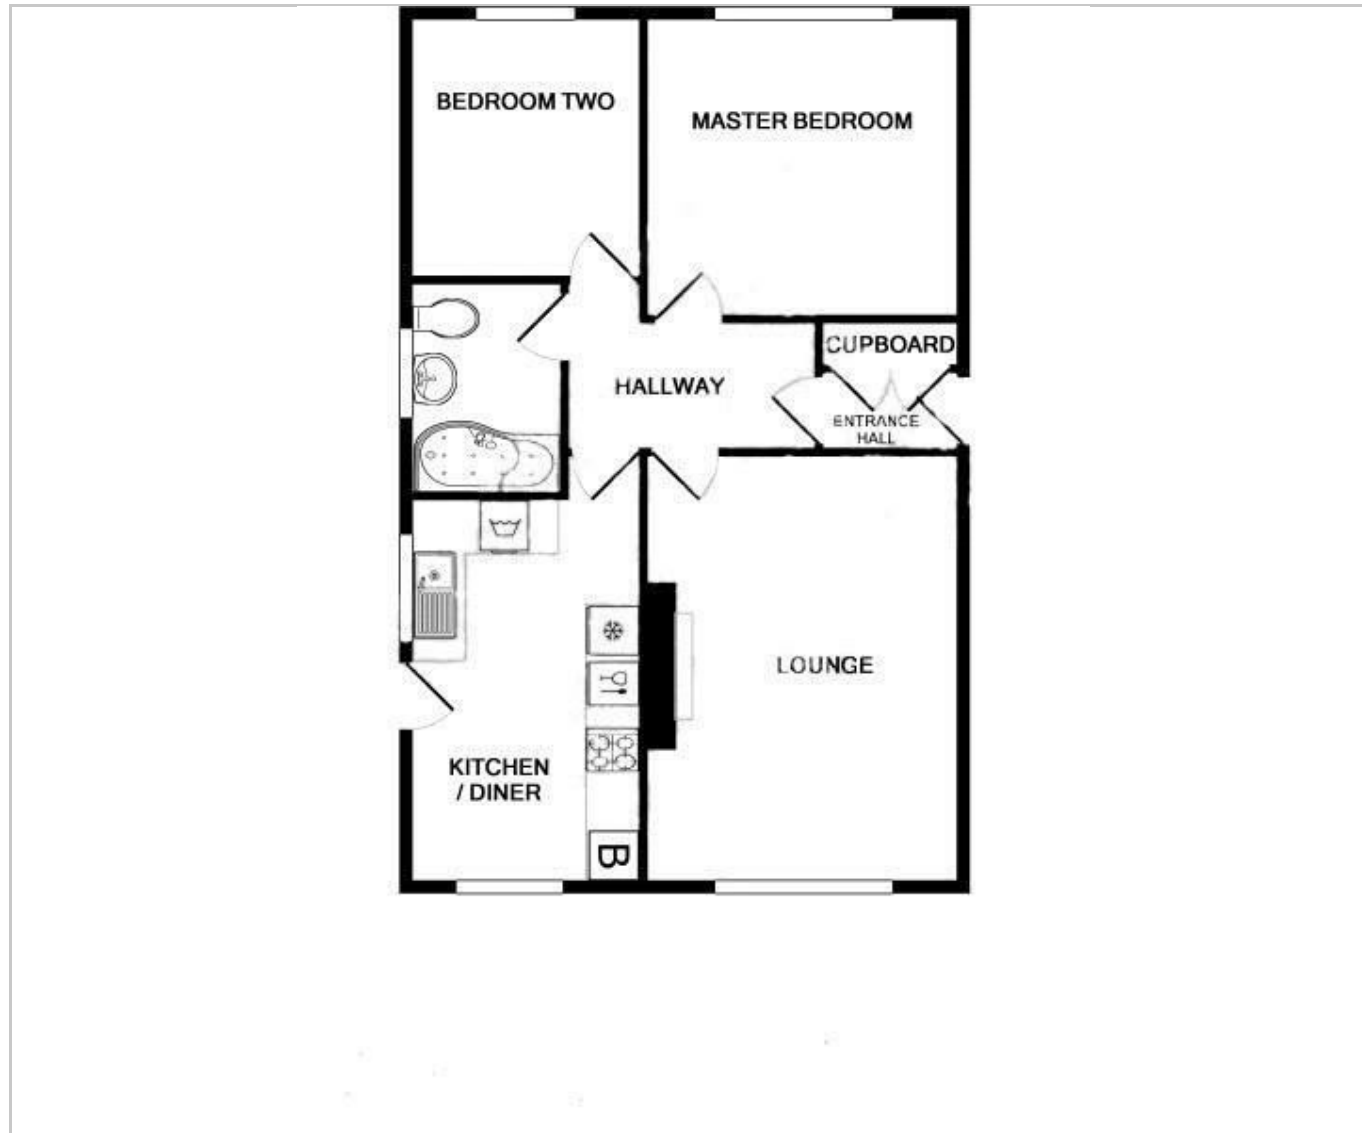 BEDROOM TWO
MASTER BEDROOM
CUPBOARD
HALLWAY
ENTRANCE
HALL
LOUNGE
KITCHEN
/ DINER
B